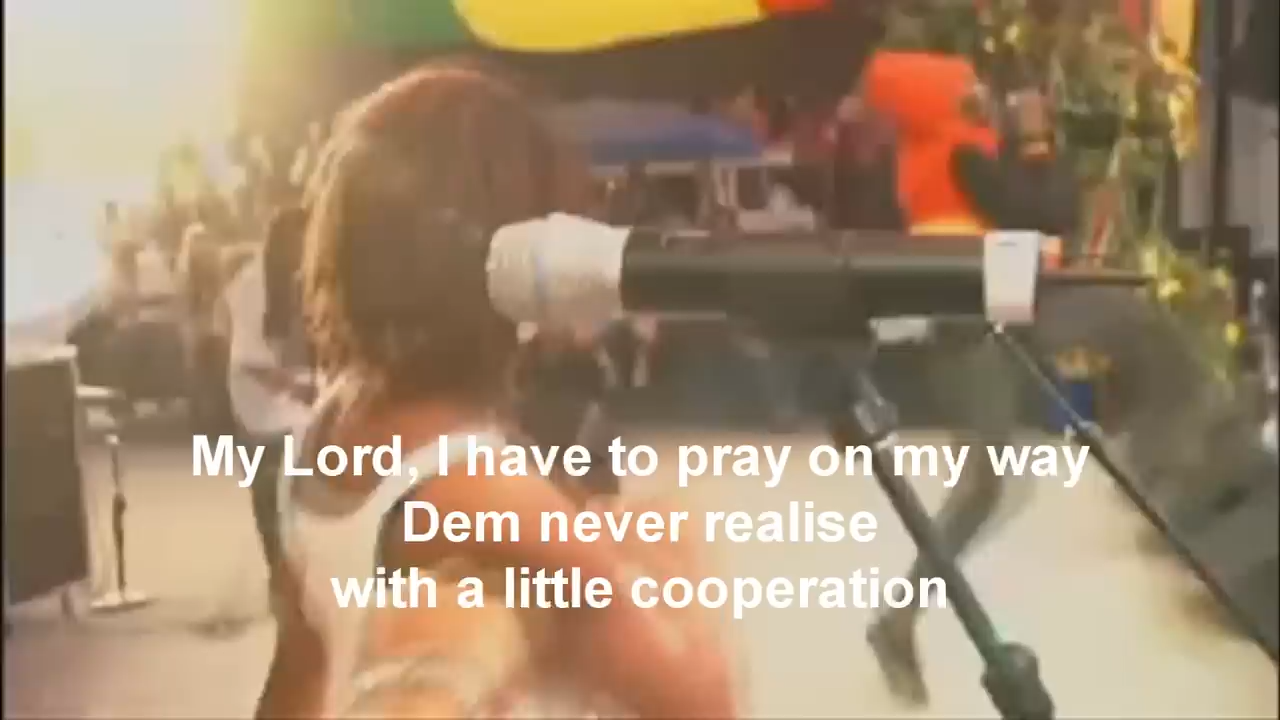 My Lord, I have to pray on my way
Dem never realise
with a little cooperation